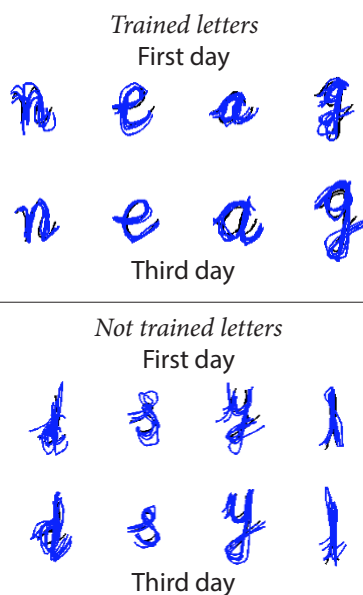 Trained letters
First day
n e a g
n e a g
Third day
Not trained letters
First day
d s y l
d s y l
Third day